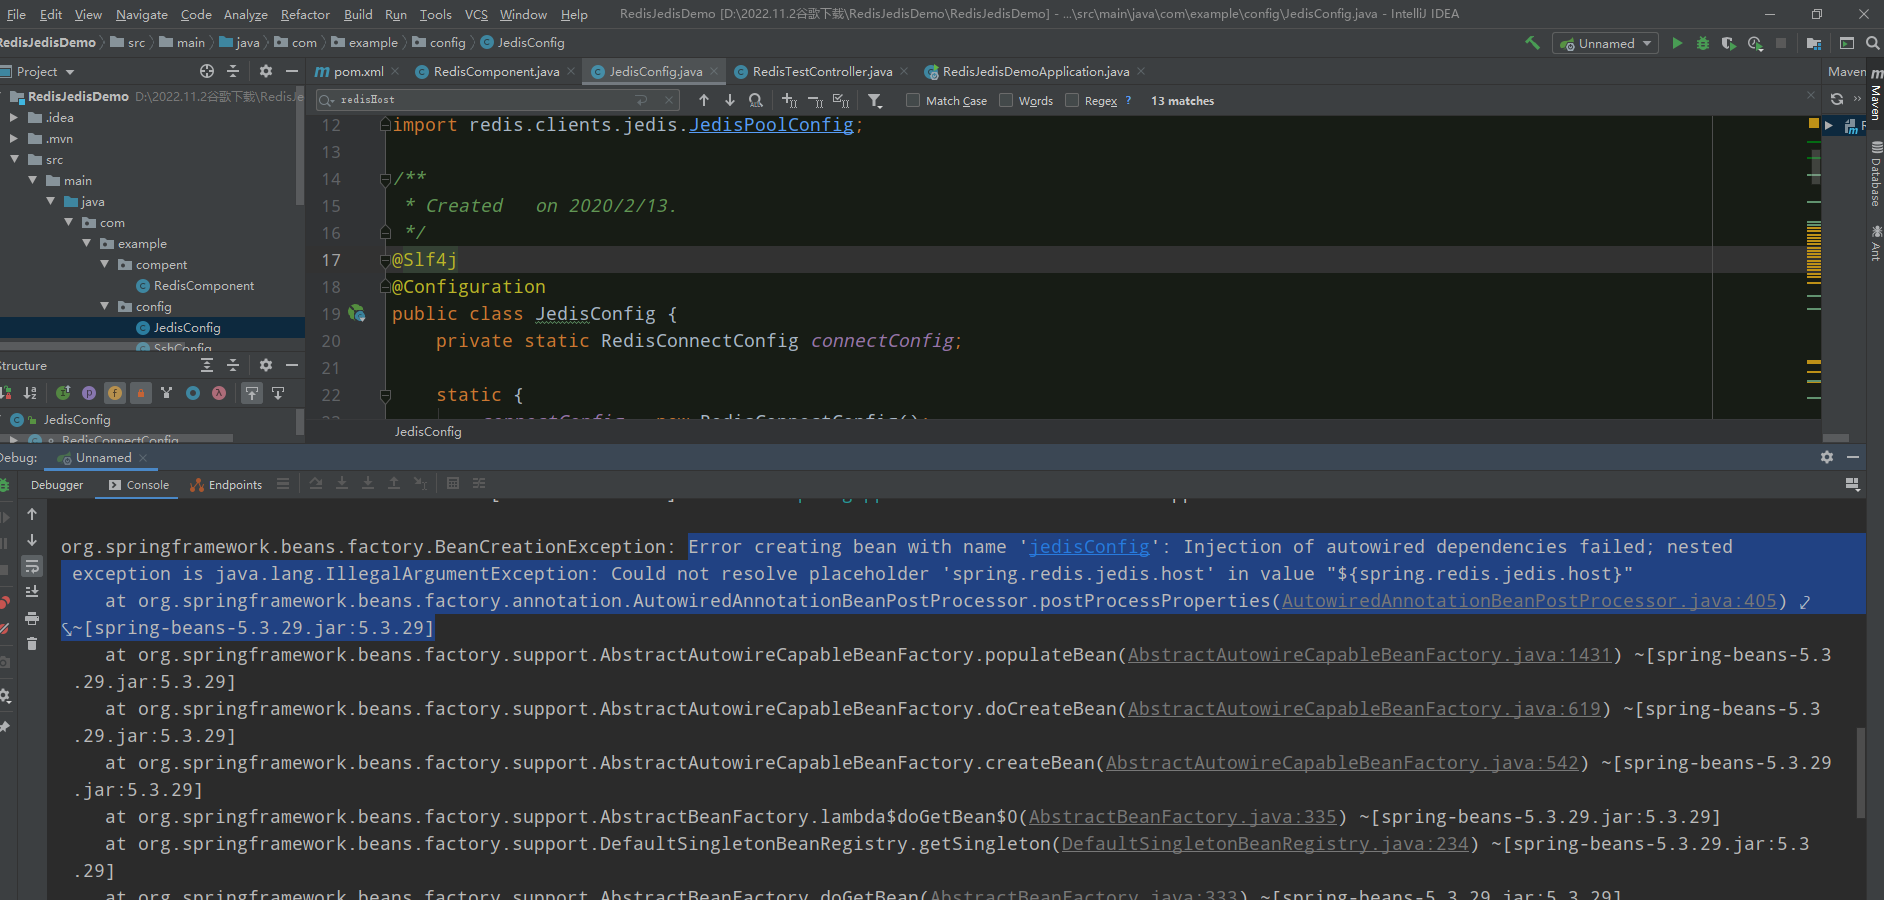 File Edit View Navigate Code Analyze Refactor Build Run Tools VCS Window Help RedisJedisDemo [D:\2022.11.2谷歌下载\RedisJedisDemo\RedisJedisDemo] - ...\src\main\java\com\example\config\JedisConfig.java - IntelliJ IDEA
RedisJedisDemo src main java com example config JedisConfig Unnamed
Project pom.xml RedisComponent.java JedisConfig.java RedisTestController.java RedisJedisDemoApplication.java Maven
RedisJedisDemo D:\2022.11.2谷歌下载\RedisJe
redisHost Match Case Words Regex ? 13 matches
.idea
.mvn
src
main
java
com
example
compent
RedisComponent
config
JedisConfig
SshConfig
12 import redis.clients.jedis.JedisPoolConfig;
13
14 /**
15 * Created on 2020/2/13.
16 */
17 @Slf4j
18 @Configuration
19 public class JedisConfig {
20 private static RedisConnectConfig connectConfig;
21
22 static {
connectConfig = new RedisConnectConfig();
JedisConfig
Maven
Database
Ant
Structure
JedisConfig
RedisConnectConfig
Debug: Unnamed
Debugger Console Endpoints
org.springframework.beans.factory.BeanCreationException: Error creating bean with name 'jedisConfig': Injection of autowired dependencies failed; nested
exception is java.lang.IllegalArgumentException: Could not resolve placeholder 'spring.redis.jedis.host' in value "${spring.redis.jedis.host}"
at org.springframework.beans.factory.annotation.AutowiredAnnotationBeanPostProcessor.postProcessProperties(AutowiredAnnotationBeanPostProcessor.java:405)
~[spring-beans-5.3.29.jar:5.3.29]
at org.springframework.beans.factory.support.AbstractAutowireCapableBeanFactory.populateBean(AbstractAutowireCapableBeanFactory.java:1431) ~[spring-beans-5.3
.29.jar:5.3.29]
at org.springframework.beans.factory.support.AbstractAutowireCapableBeanFactory.doCreateBean(AbstractAutowireCapableBeanFactory.java:619) ~[spring-beans-5.3
.29.jar:5.3.29]
at org.springframework.beans.factory.support.AbstractAutowireCapableBeanFactory.createBean(AbstractAutowireCapableBeanFactory.java:542) ~[spring-beans-5.3.29
.jar:5.3.29]
at org.springframework.beans.factory.support.AbstractBeanFactory.lambda$doGetBean$0(AbstractBeanFactory.java:335) ~[spring-beans-5.3.29.jar:5.3.29]
at org.springframework.beans.factory.support.DefaultSingletonBeanRegistry.getSingleton(DefaultSingletonBeanRegistry.java:234) ~[spring-beans-5.3.29.jar:5.3
.29]
at org.springframework.beans.factory.support.AbstractBeanFactory.doGetBean(AbstractBeanFactory.java:333) ~[spring-beans-5.3.29.jar:5.3.29]